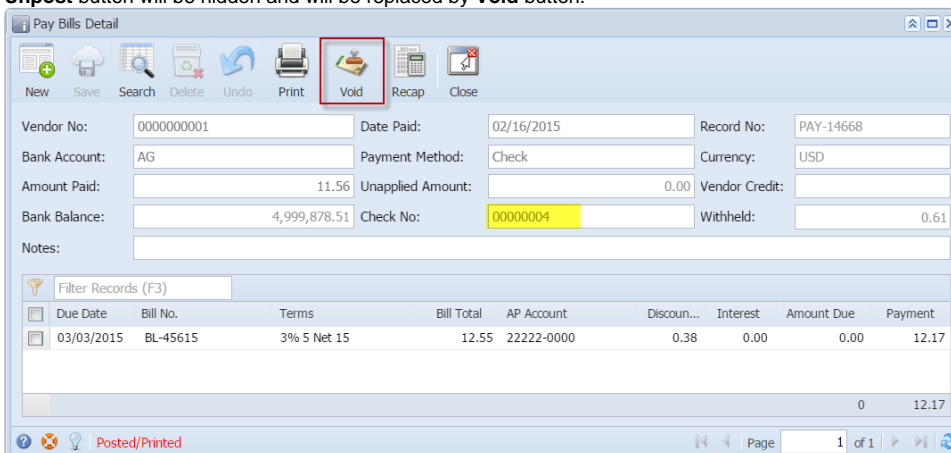 Unpost button will be hidden and will be replaced by Void button.
Pay Bills Detail
New Save Search Delete Undo Print Void Recap Close
Vendor No: 0000000001 Date Paid: 02/16/2015 Record No: PAY-14668
Bank Account: AG Payment Method: Check Currency: USD
Amount Paid: 11.56 Unapplied Amount: 0.00 Vendor Credit:
Bank Balance: 4,999,878.51 Check No: 00000004 Withheld: 0.61
Notes:
Filter Records (F3)
Due Date Bill No. Terms Bill Total AP Account Discoun... Interest Amount Due Payment
03/03/2015 BL-45615 3% 5 Net 15 12.55 22222-0000 0.38 0.00 0.00 12.17
0 12.17
Posted/Printed Page 1 of 1